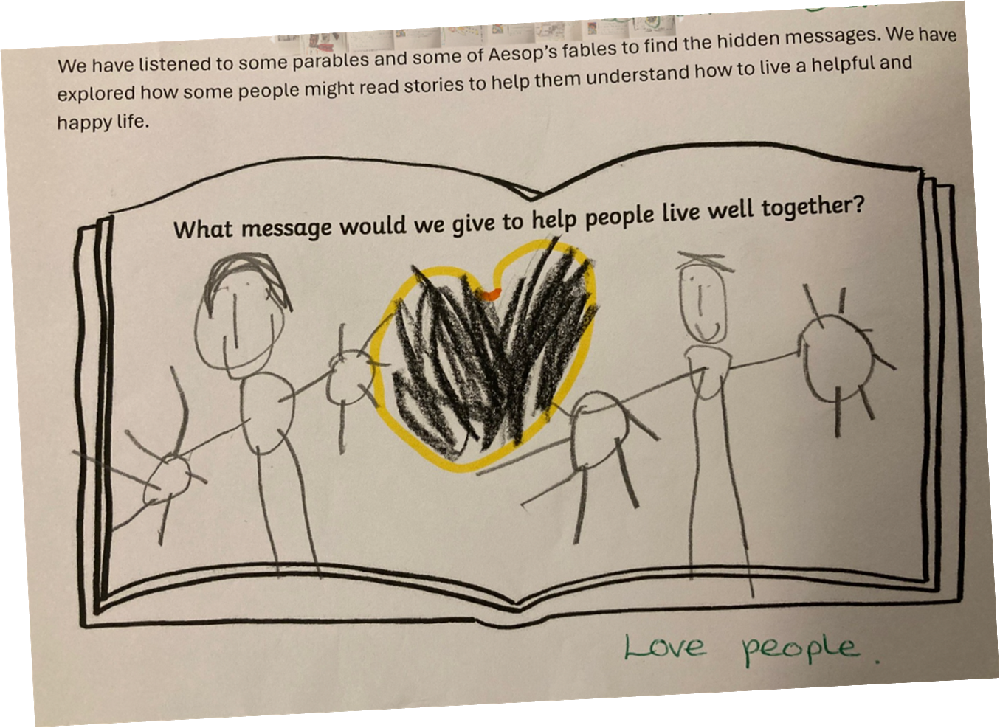 We have listened to some parables and some of Aesop's fables to find the hidden messages. We have
explored how some people might read stories to help them understand how to live a helpful and
happy life.
What message would we give to help people live well together?
Love people.